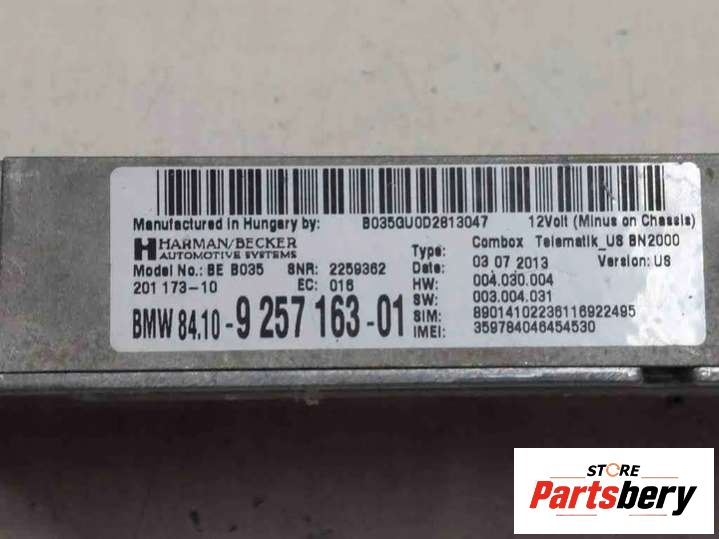 Manufactured in Hungary by: B035GU0D2813047 12Volt (Minus on Chassis)
HARMAN/BECKER
AUTOMOTIVE SYSTEMS
Type: Combox Telematik_US BN2000
Model No.: BE B035 SNR: 2259362 Date: 03 07 2013 Version: US
201 173-10 EC: 016 HW: 004.030.004
SW: 003.004.031
BMW 84.10-9 257 163-01 SIM: 89014102236116922495
IMEI: 359784046454530
STORE
Partsbery